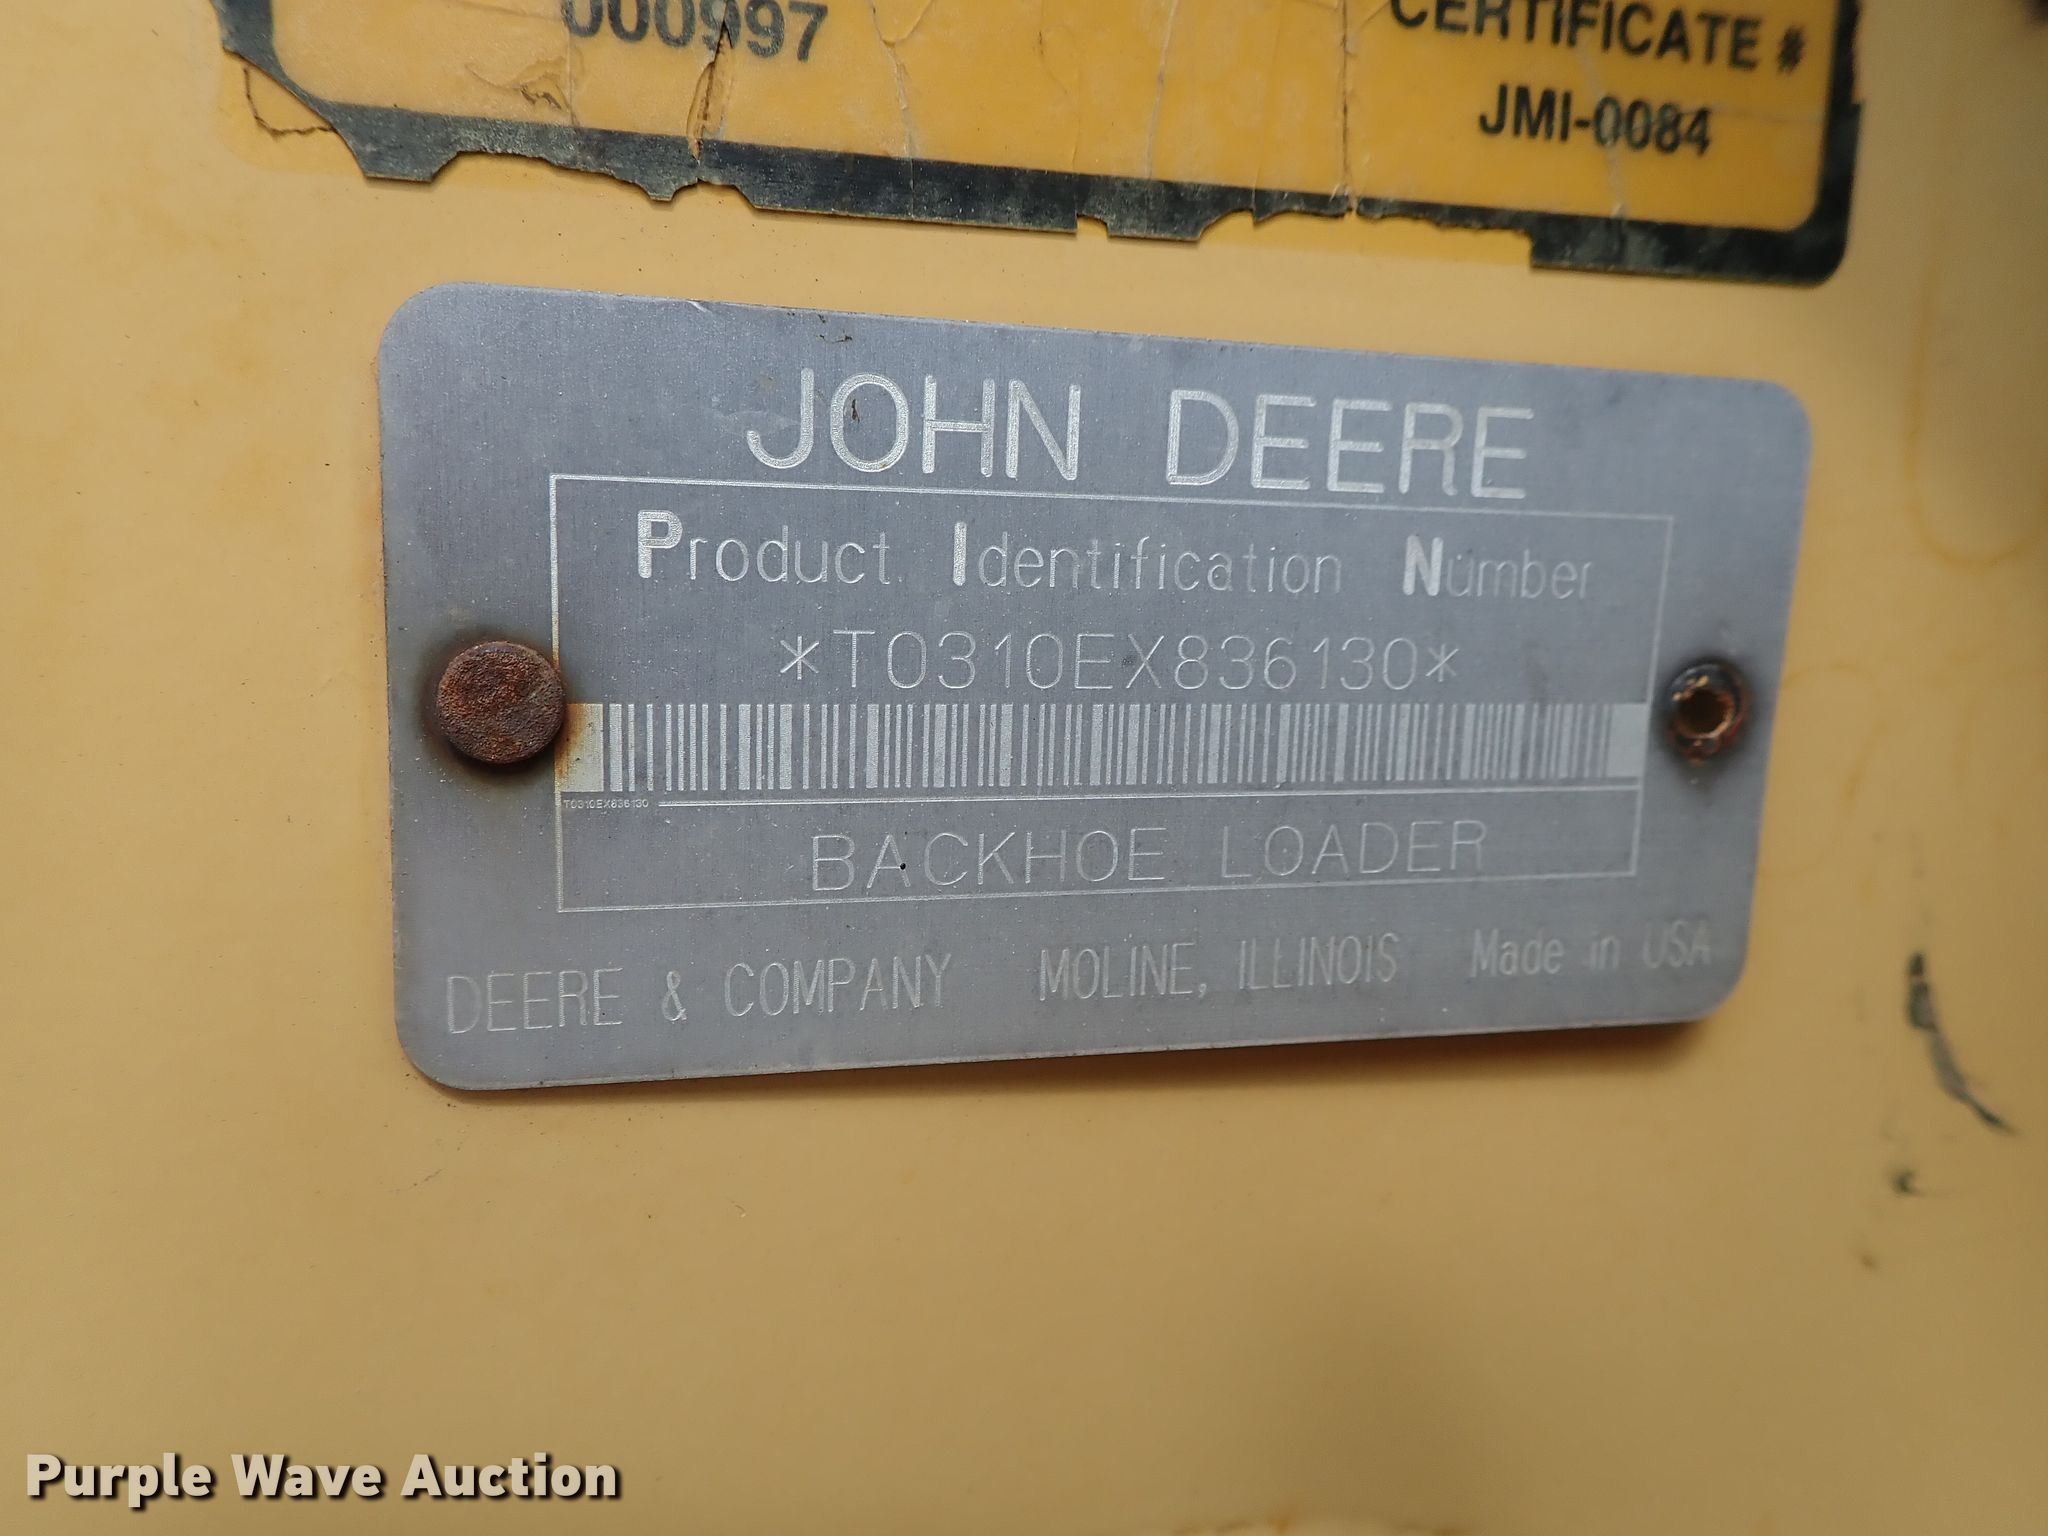 000997
CERTIFICATE #
JMI-0084
JOHN DEERE
Product Identification Number
*T0310EX836130*
T0310EX836130
BACKHOE LOADER
DEERE & COMPANY MOLINE, ILLINOIS Made in USA
Purple Wave Auction